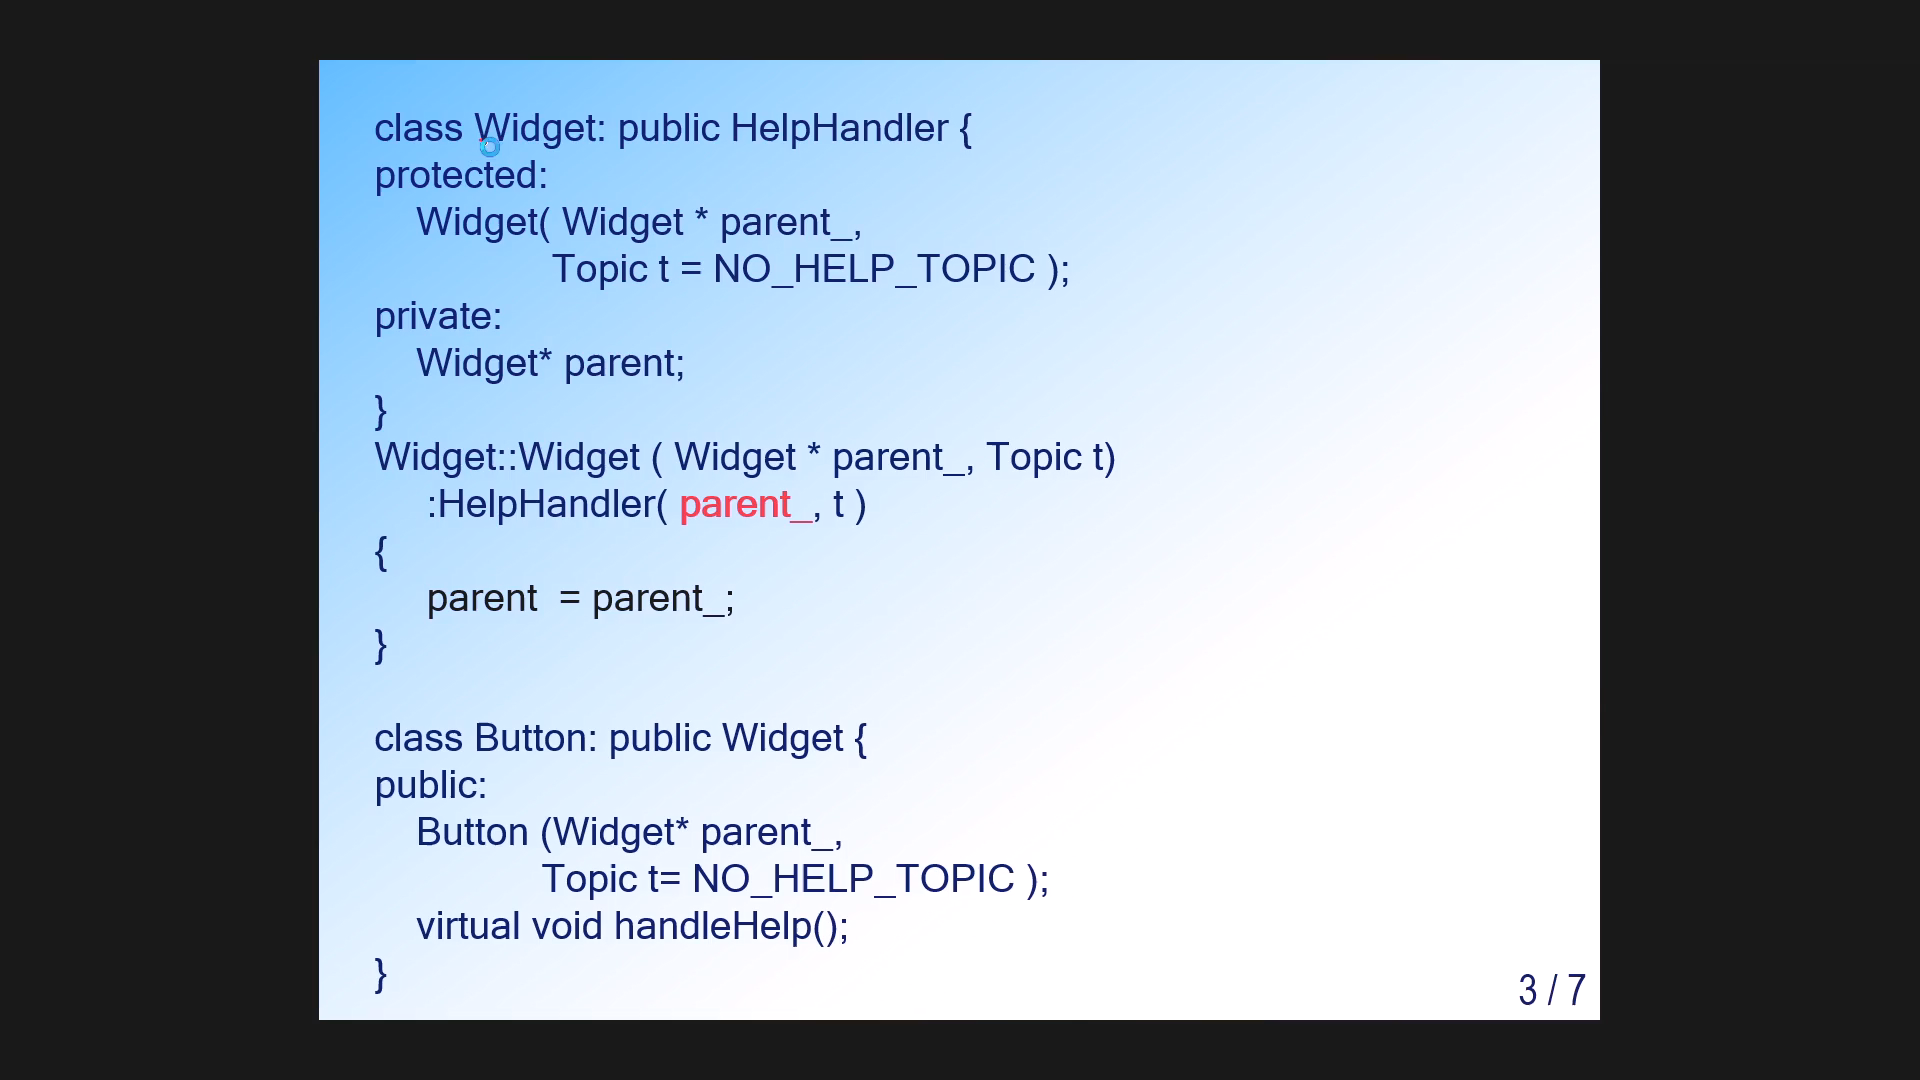 class Widget: public HelpHandler {
protected:
Widget( Widget * parent_,
Topic t = NO_HELP_TOPIC );
private:
Widget* parent;
}
Widget::Widget ( Widget * parent_, Topic t)
:HelpHandler( parent_, t )
{
parent  = parent_;
}
class Button: public Widget {
public:
Button (Widget* parent_,
Topic t= NO_HELP_TOPIC );
virtual void handleHelp();
}
3 / 7